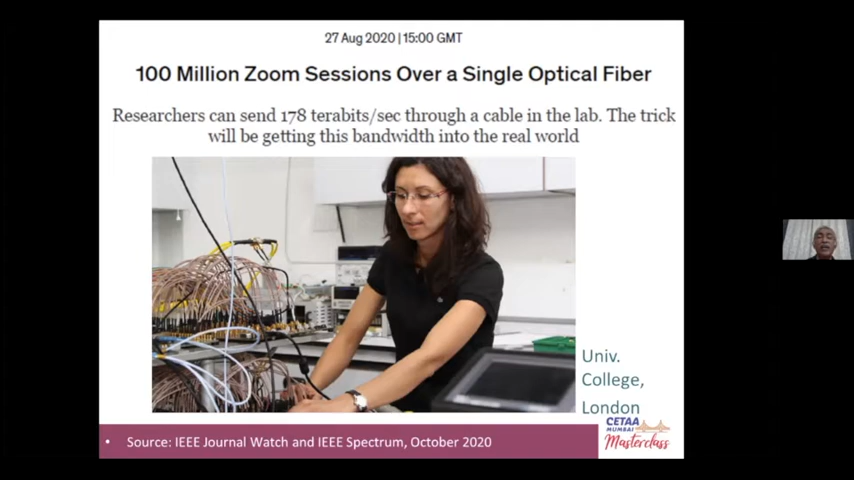 27 Aug 2020 | 15:00 GMT
100 Million Zoom Sessions Over a Single Optical Fiber
Researchers can send 178 terabits/sec through a cable in the lab. The trick
will be getting this bandwidth into the real world
Univ.
College,
London
• Source: IEEE Journal Watch and IEEE Spectrum, October 2020
CETAA
MUMBAI
Masterclass